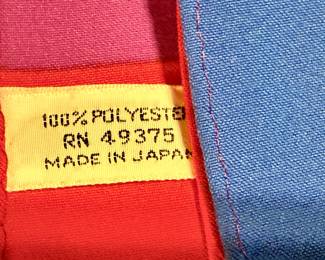 100% POLYESTER
RN 49375
MADE IN JAPAN